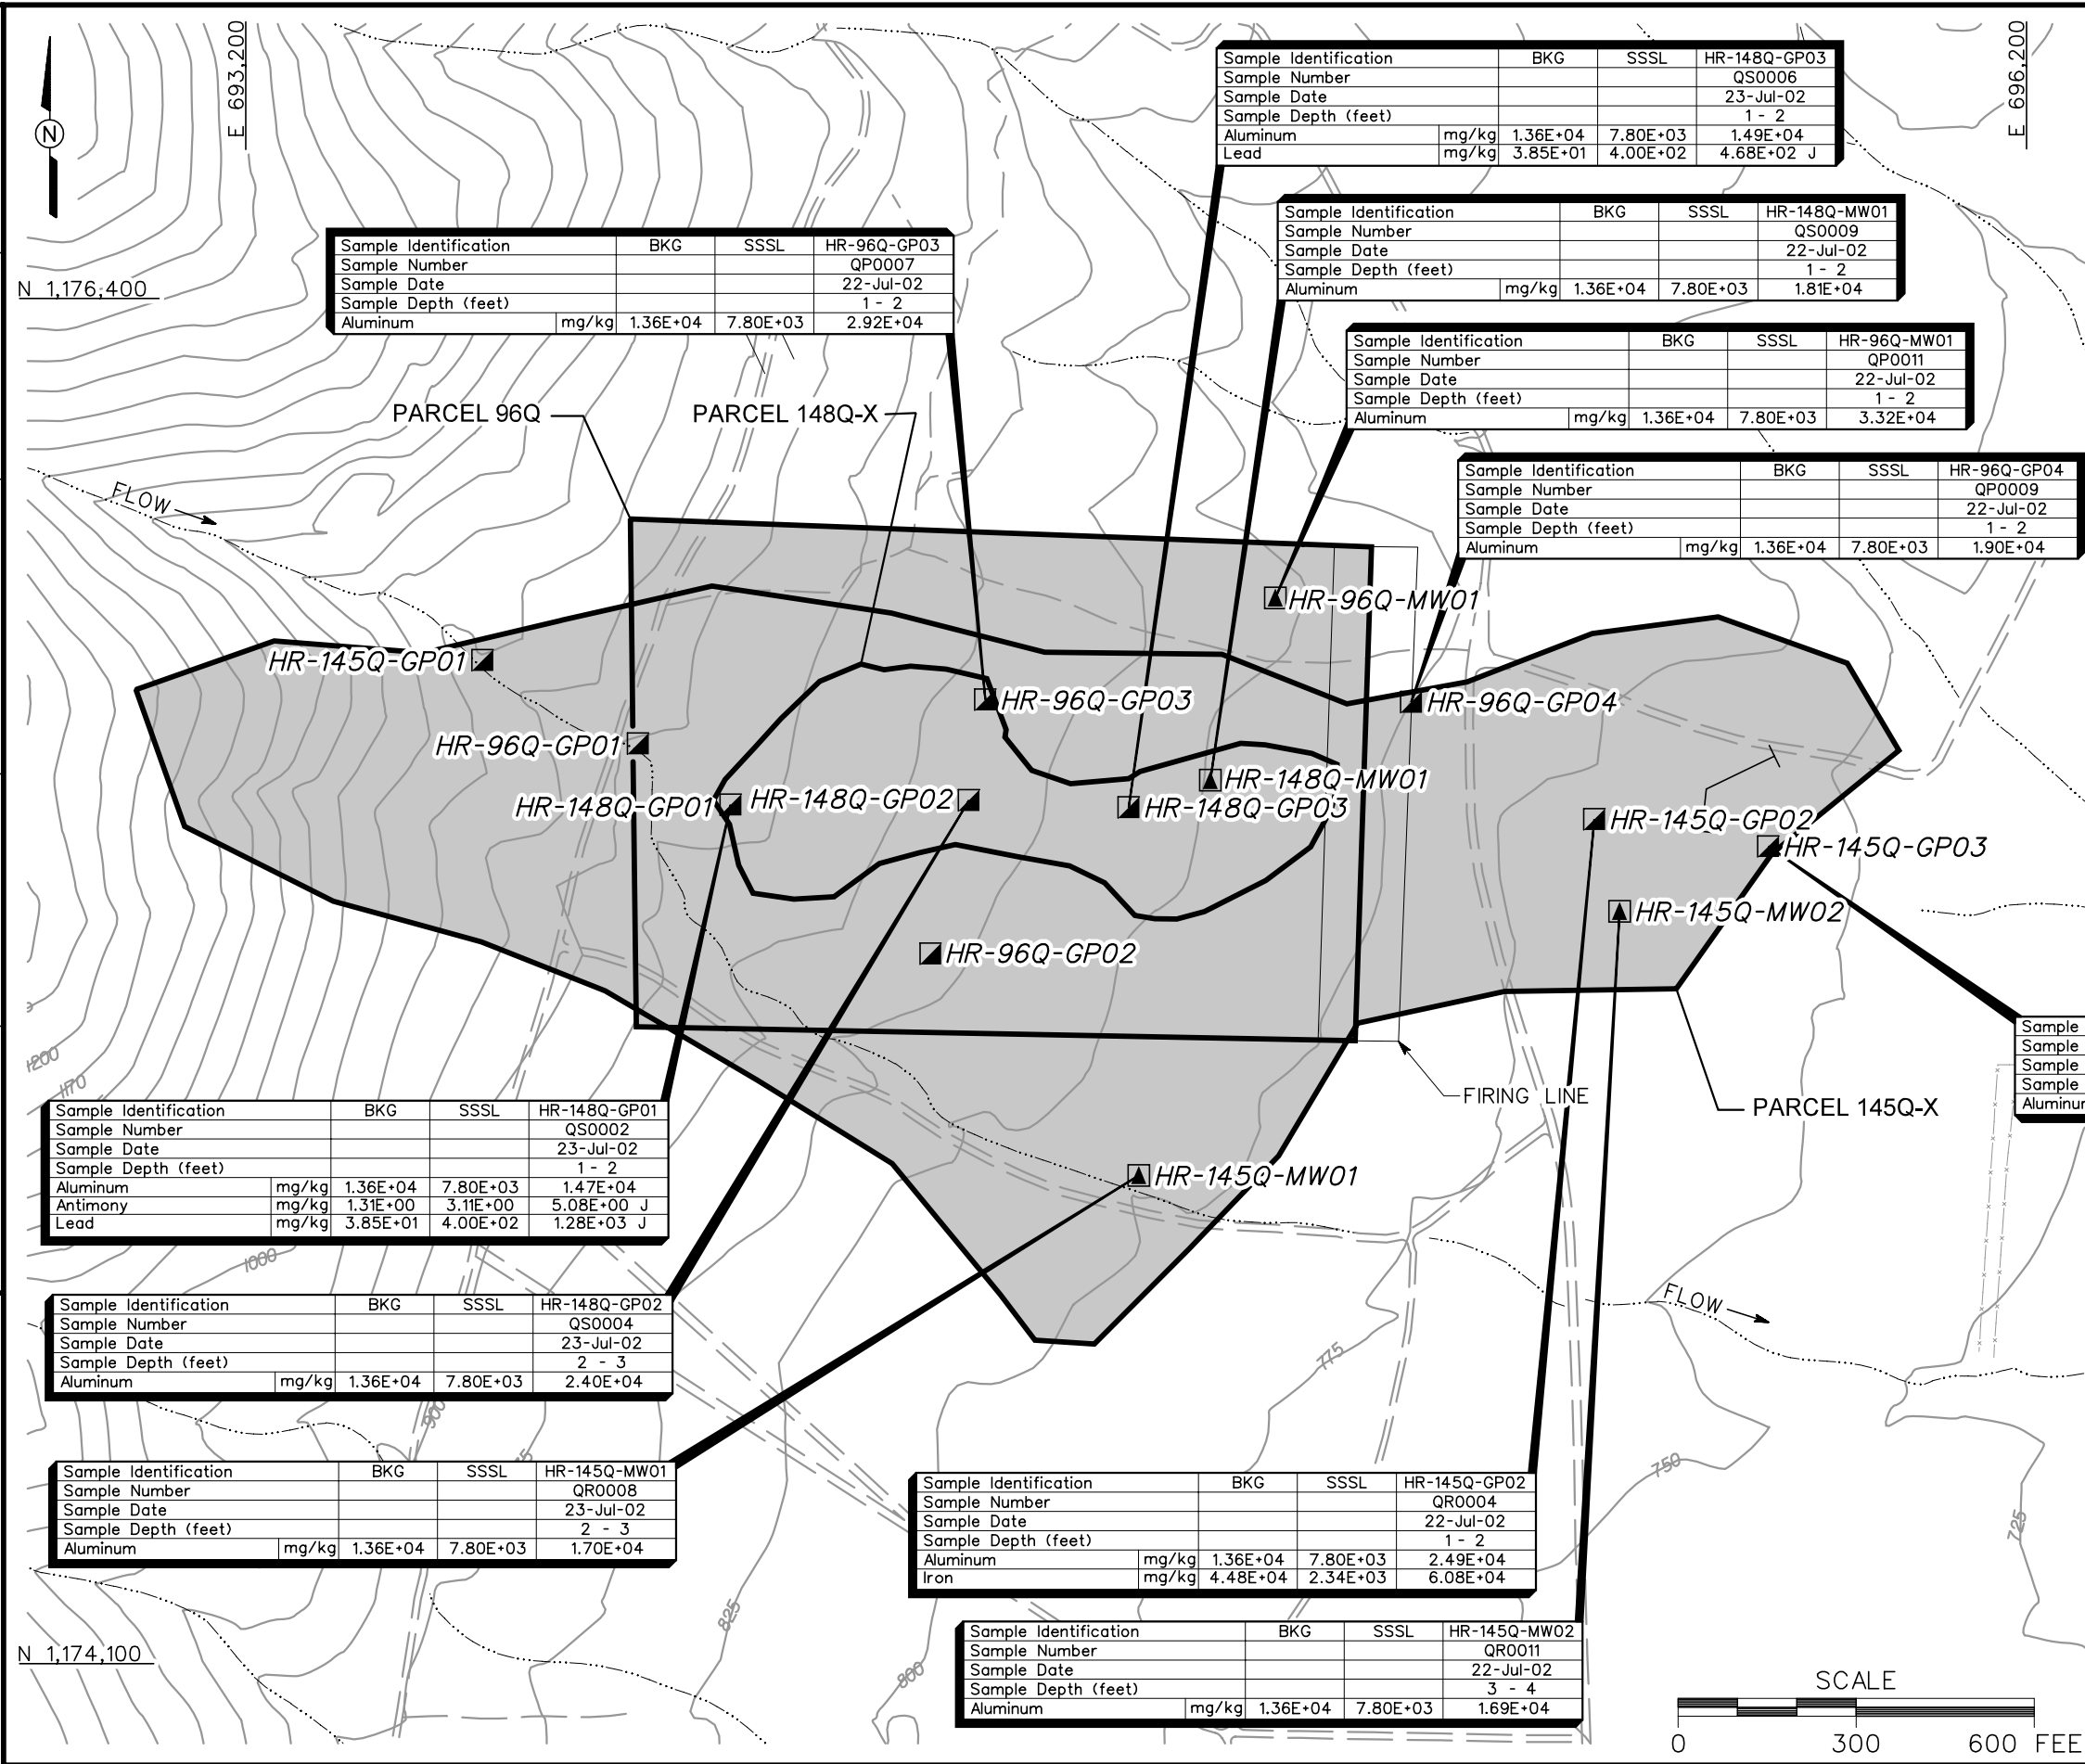 E 693,200
E 696,200
N
N 1,176,400
N 1,174,100
Sample Identification BKG SSSL HR-148Q-GP03
Sample Number QS0006
Sample Date 23-Jul-02
Sample Depth (feet) 1 - 2
Aluminum mg/kg 1.36E+04 7.80E+03 1.49E+04
Lead mg/kg 3.85E+01 4.00E+02 4.68E+02 J
Sample Identification BKG SSSL HR-148Q-MW01
Sample Number QS0009
Sample Date 22-Jul-02
Sample Depth (feet) 1 - 2
Aluminum mg/kg 1.36E+04 7.80E+03 1.81E+04
Sample Identification BKG SSSL HR-96Q-GP03
Sample Number QP0007
Sample Date 22-Jul-02
Sample Depth (feet) 1 - 2
Aluminum mg/kg 1.36E+04 7.80E+03 2.92E+04
Sample Identification BKG SSSL HR-96Q-MW01
Sample Number QP0011
Sample Date 22-Jul-02
Sample Depth (feet) 1 - 2
Aluminum mg/kg 1.36E+04 7.80E+03 3.32E+04
Sample Identification BKG SSSL HR-96Q-GP04
Sample Number QP0009
Sample Date 22-Jul-02
Sample Depth (feet) 1 - 2
Aluminum mg/kg 1.36E+04 7.80E+03 1.90E+04
PARCEL 96Q
PARCEL 148Q-X
FLOW
HR-96Q-MW01
HR-145Q-GP01
HR-96Q-GP03
HR-96Q-GP04
HR-96Q-GP01
HR-148Q-MW01
HR-148Q-GP01
HR-148Q-GP02
HR-148Q-GP03
HR-145Q-GP02
HR-145Q-GP03
HR-145Q-MW02
HR-96Q-GP02
1200
1170
FIRING LINE
PARCEL 145Q-X
HR-145Q-MW01
Sample
Sample
Sample
Sample
Aluminu
Sample Identification BKG SSSL HR-148Q-GP01
Sample Number QS0002
Sample Date 23-Jul-02
Sample Depth (feet) 1 - 2
Aluminum mg/kg 1.36E+04 7.80E+03 1.47E+04
Antimony mg/kg 1.31E+00 3.11E+00 5.08E+00 J
Lead mg/kg 3.85E+01 4.00E+02 1.28E+03 J
1000
FLOW
775
Sample Identification BKG SSSL HR-148Q-GP02
Sample Number QS0004
Sample Date 23-Jul-02
Sample Depth (feet) 2 - 3
Aluminum mg/kg 1.36E+04 7.80E+03 2.40E+04
900
750
725
Sample Identification BKG SSSL HR-145Q-MW01
Sample Number QR0008
Sample Date 23-Jul-02
Sample Depth (feet) 2 - 3
Aluminum mg/kg 1.36E+04 7.80E+03 1.70E+04
Sample Identification BKG SSSL HR-145Q-GP02
Sample Number QR0004
Sample Date 22-Jul-02
Sample Depth (feet) 1 - 2
Aluminum mg/kg 1.36E+04 7.80E+03 2.49E+04
Iron mg/kg 4.48E+04 2.34E+03 6.08E+04
825
800
Sample Identification BKG SSSL HR-145Q-MW02
Sample Number QR0011
Sample Date 22-Jul-02
Sample Depth (feet) 3 - 4
Aluminum mg/kg 1.36E+04 7.80E+03 1.69E+04
SCALE
0 300 600 FEE